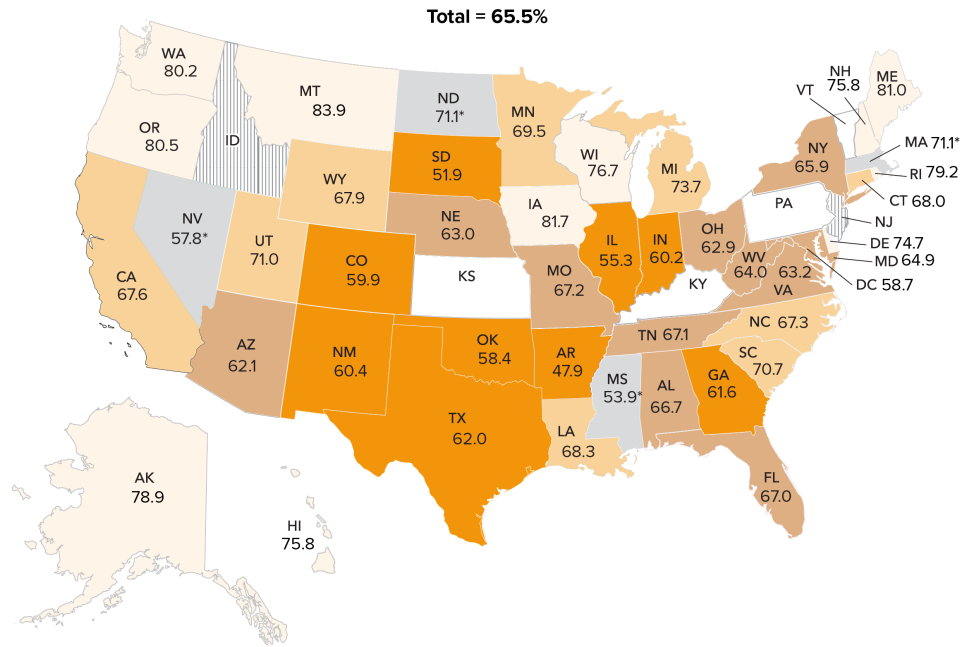 Total = 65.5%
WA
80.2
OR
80.5
ID
MT
83.9
ND
71.1*
MN
69.5
WI
76.7
MI
73.7
VT
NH
75.8
ME
81.0
NY
65.9
MA 71.1*
RI 79.2
CT 68.0
NJ
PA
DE 74.7
MD 64.9
DC 58.7
SD
51.9
WY
67.9
NE
63.0
IA
81.7
IL
55.3
IN
60.2
OH
62.9
WV
64.0
63.2
VA
NV
57.8*
UT
71.0
CO
59.9
CA
67.6
KS
MO
67.2
KY
NC 67.3
TN 67.1
SC
70.7
AZ
62.1
NM
60.4
OK
58.4
AR
47.9
MS
53.9*
AL
66.7
GA
61.6
TX
62.0
LA
68.3
FL
67.0
AK
78.9
HI
75.8